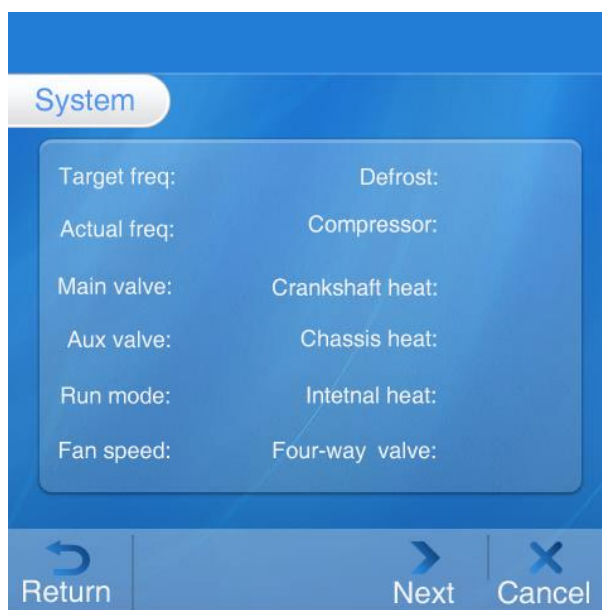 System
Target freq: Defrost:
Actual freq: Compressor:
Main valve: Crankshaft heat:
Aux valve: Chassis heat:
Run mode: Intetnal heat:
Fan speed: Four-way valve:
Return Next Cancel